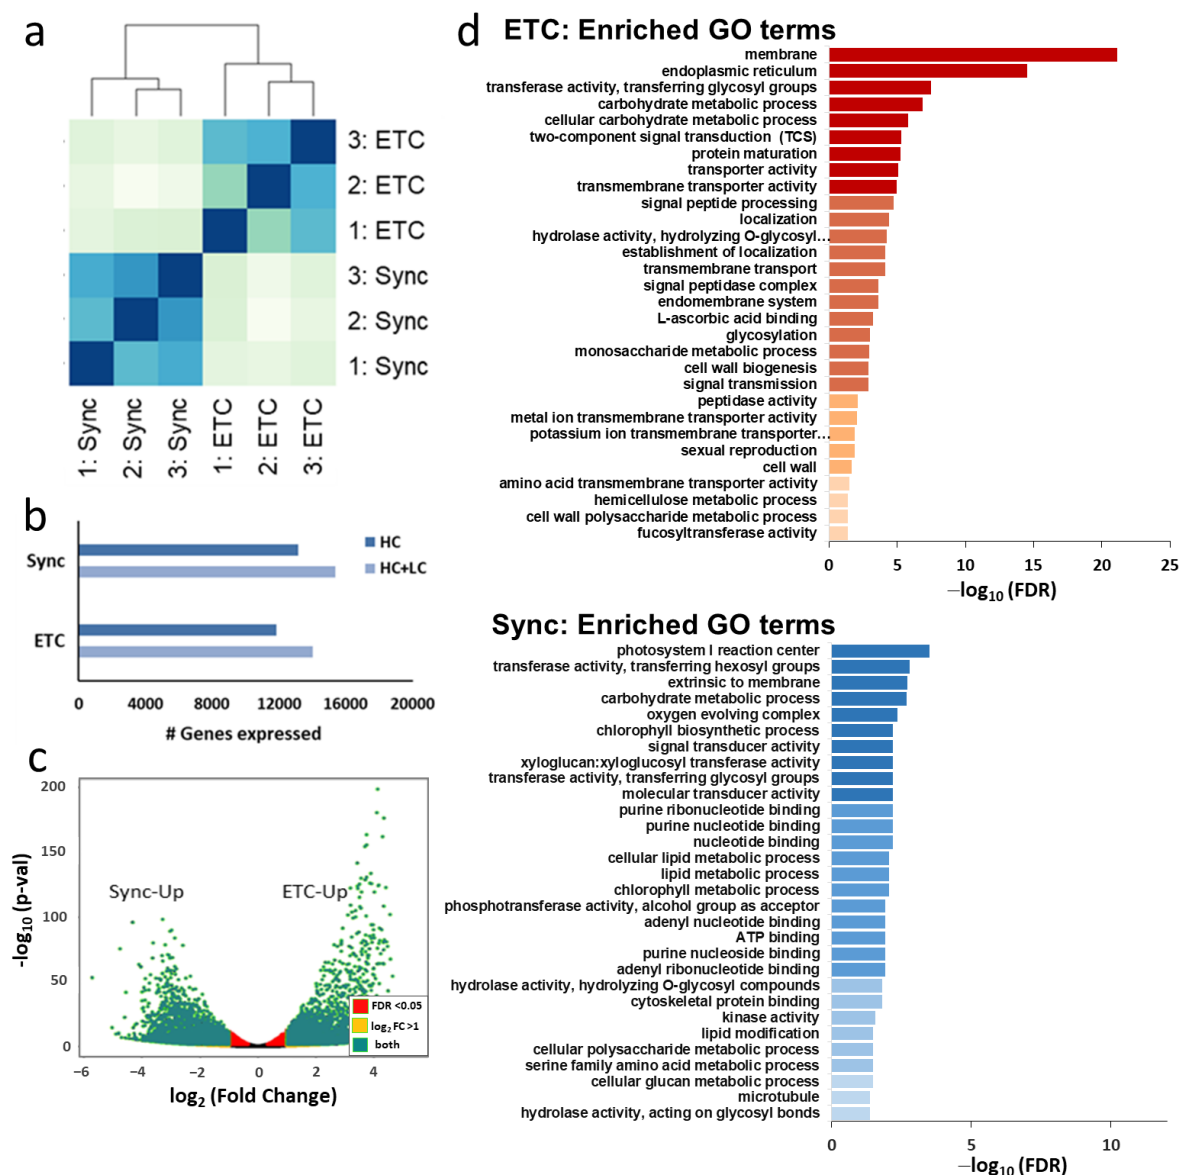 a
3: ETC
2: ETC
1: ETC
3: Sync
2: Sync
1: Sync
1: Sync
2: Sync
3: Sync
1: ETC
2: ETC
3: ETC
b
Sync
ETC
HC
HC+LC
0 4000 8000 12000 16000 20000
# Genes expressed
c
200
150
100
50
0
-log10 (p-val)
Sync-Up
ETC-Up
FDR <0.05
log2 FC >1
both
−6 −4 −2 0 2 4
log2 (Fold Change)
d
ETC: Enriched GO terms
membrane
endoplasmic reticulum
transferase activity, transferring glycosyl groups
carbohydrate metabolic process
cellular carbohydrate metabolic process
two-component signal transduction (TCS)
protein maturation
transporter activity
transmembrane transporter activity
signal peptide processing
localization
hydrolase activity, hydrolyzing O-glycosyl...
establishment of localization
transmembrane transport
signal peptidase complex
endomembrane system
L-ascorbic acid binding
glycosylation
monosaccharide metabolic process
cell wall biogenesis
signal transmission
peptidase activity
metal ion transmembrane transporter activity
potassium ion transmembrane transporter...
sexual reproduction
cell wall
amino acid transmembrane transporter activity
hemicellulose metabolic process
cell wall polysaccharide metabolic process
fucosyltransferase activity
0 5 10 15 20 25
−log10 (FDR)
Sync: Enriched GO terms
photosystem I reaction center
transferase activity, transferring hexosyl groups
extrinsic to membrane
carbohydrate metabolic process
oxygen evolving complex
chlorophyll biosynthetic process
signal transducer activity
xyloglucan:xyloglucosyl transferase activity
transferase activity, transferring glycosyl groups
molecular transducer activity
purine ribonucleotide binding
purine nucleotide binding
nucleotide binding
cellular lipid metabolic process
lipid metabolic process
chlorophyll metabolic process
phosphotransferase activity, alcohol group as acceptor
adenyl nucleotide binding
ATP binding
purine nucleoside binding
adenyl ribonucleotide binding
hydrolase activity, hydrolyzing O-glycosyl compounds
cytoskeletal protein binding
kinase activity
lipid modification
cellular polysaccharide metabolic process
serine family amino acid metabolic process
cellular glucan metabolic process
microtubule
hydrolase activity, acting on glycosyl bonds
0 5 10
−log10 (FDR)